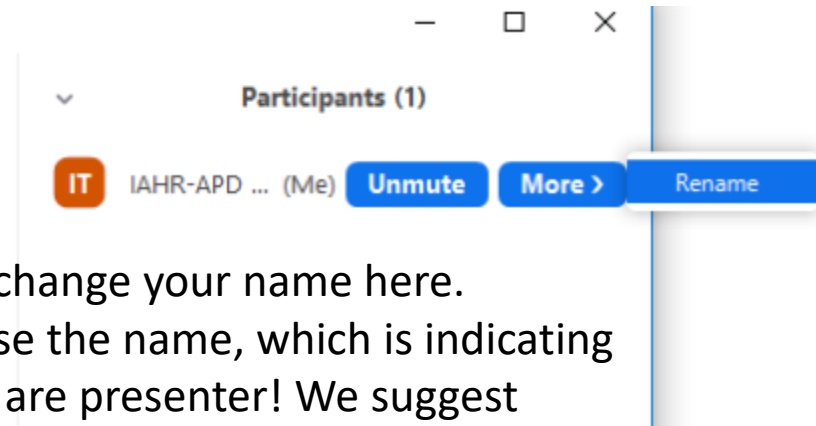 Participants (1)
IT IAHR-APD ... (Me) Unmute More > Rename
change your name here.
se the name, which is indicating
are presenter! We suggest